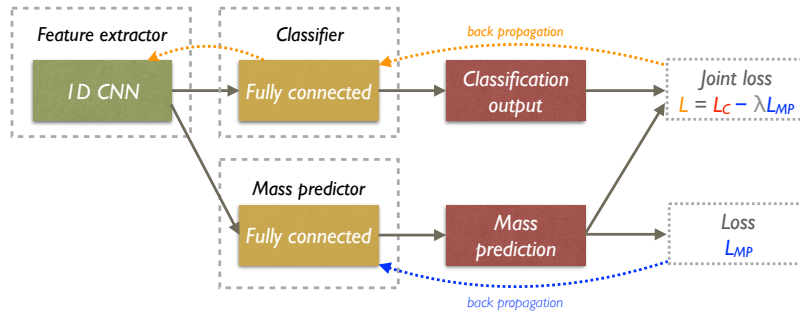 Feature extractor
Classifier
back propagation
1D CNN
Fully connected
Classification
output
Joint loss
L = LC – λLMP
Mass predictor
Fully connected
Mass
prediction
Loss
LMP
back propagation